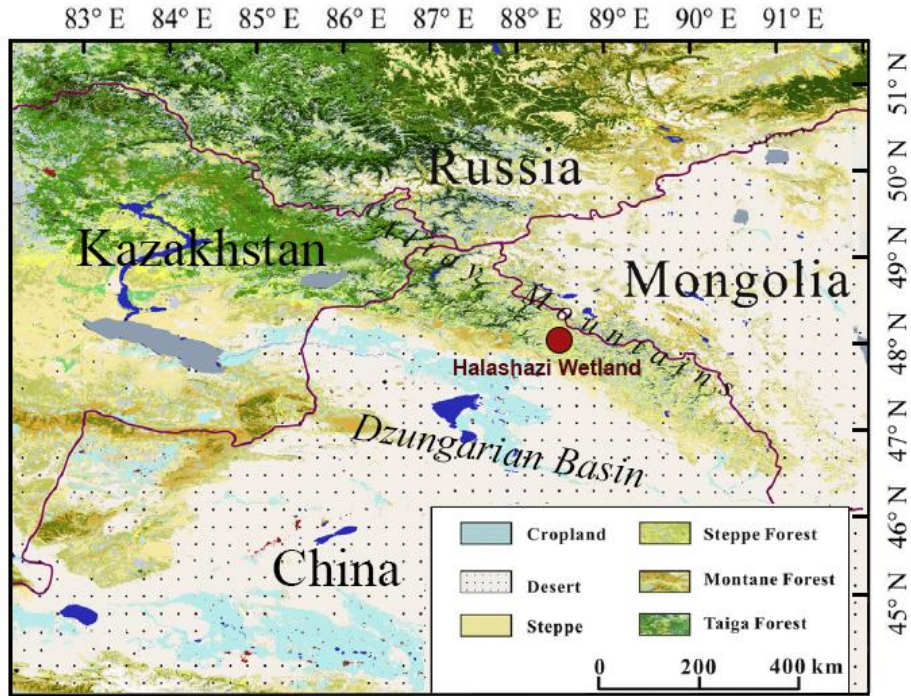 83° E 84° E 85° E 86° E 87° E 88° E 89° E 90° E 91° E
51° N
50° N
49° N
48° N
47° N
46° N
45° N
Russia
Kazakhstan
Altay Mountains
Mongolia
Halashazi Wetland
Dzungarian Basin
China
Cropland
Desert
Steppe
Steppe Forest
Montane Forest
Taiga Forest
0 200 400 km